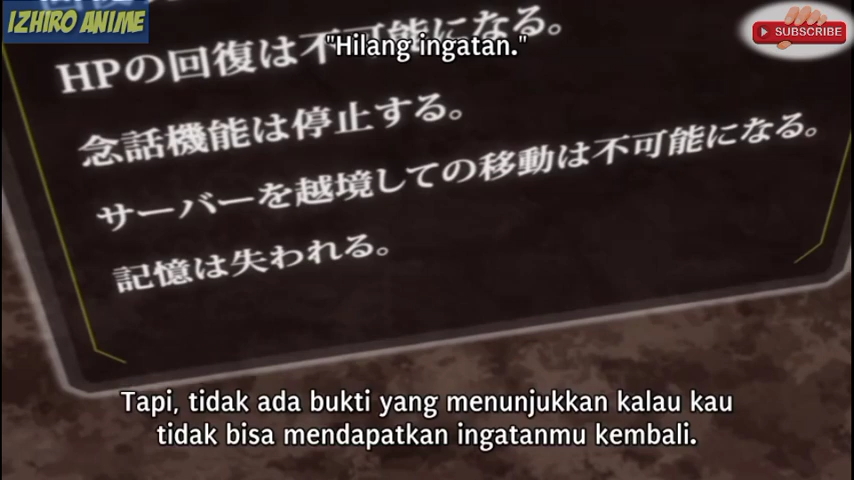 IZHIRO ANIME
SUBSCRIBE
"Hilang ingatan."
HPの回復は不可能になる。
念話機能は停止する。
サーバーを越境しての移動は不可能になる。
記憶は失われる。
Tapi, tidak ada bukti yang menunjukkan kalau kau
tidak bisa mendapatkan ingatanmu kembali.